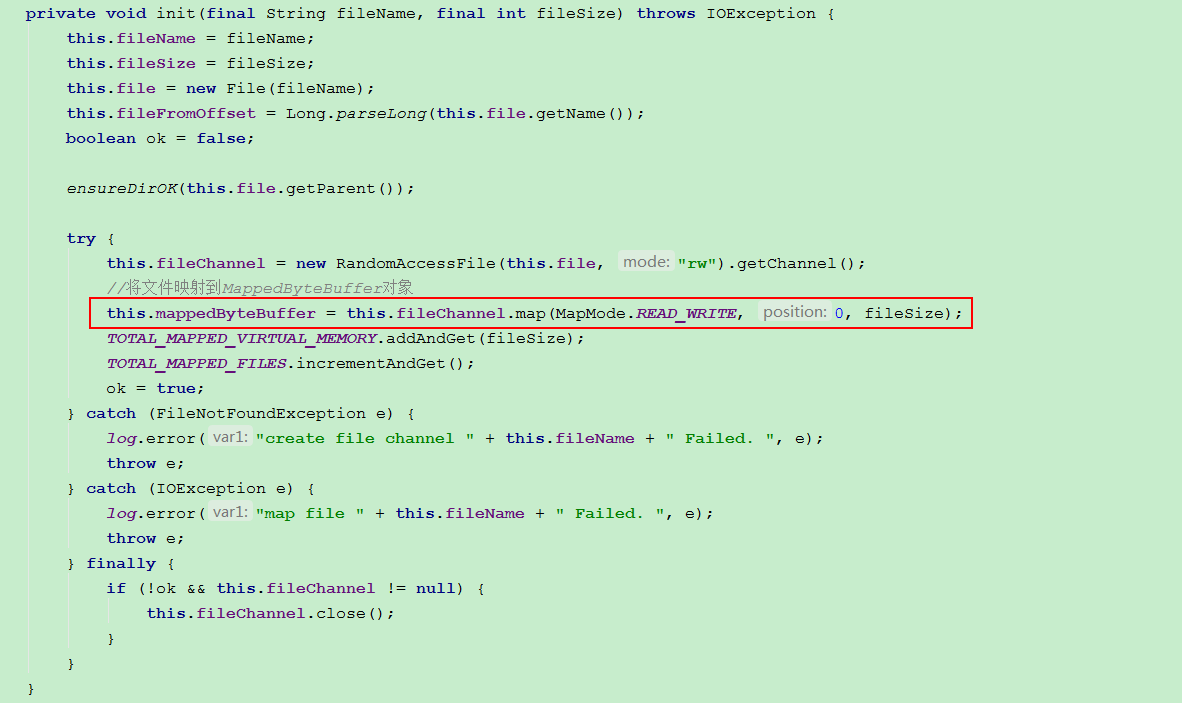 private void init(final String fileName, final int fileSize) throws IOException {
    this.fileName = fileName;
    this.fileSize = fileSize;
    this.file = new File(fileName);
    this.fileFromOffset = Long.parseLong(this.file.getName());
    boolean ok = false;

    ensureDirOK(this.file.getParent());

    try {
        this.fileChannel = new RandomAccessFile(this.file, mode: "rw").getChannel();
        //将文件映射到MappedByteBuffer对象
        this.mappedByteBuffer = this.fileChannel.map(MapMode.READ_WRITE, position: 0, fileSize);
        TOTAL_MAPPED_VIRTUAL_MEMORY.addAndGet(fileSize);
        TOTAL_MAPPED_FILES.incrementAndGet();
        ok = true;
    } catch (FileNotFoundException e) {
        log.error( var1: "create file channel " + this.fileName + " Failed. ", e);
        throw e;
    } catch (IOException e) {
        log.error( var1: "map file " + this.fileName + " Failed. ", e);
        throw e;
    } finally {
        if (!ok && this.fileChannel != null) {
            this.fileChannel.close();
        }
    }
}